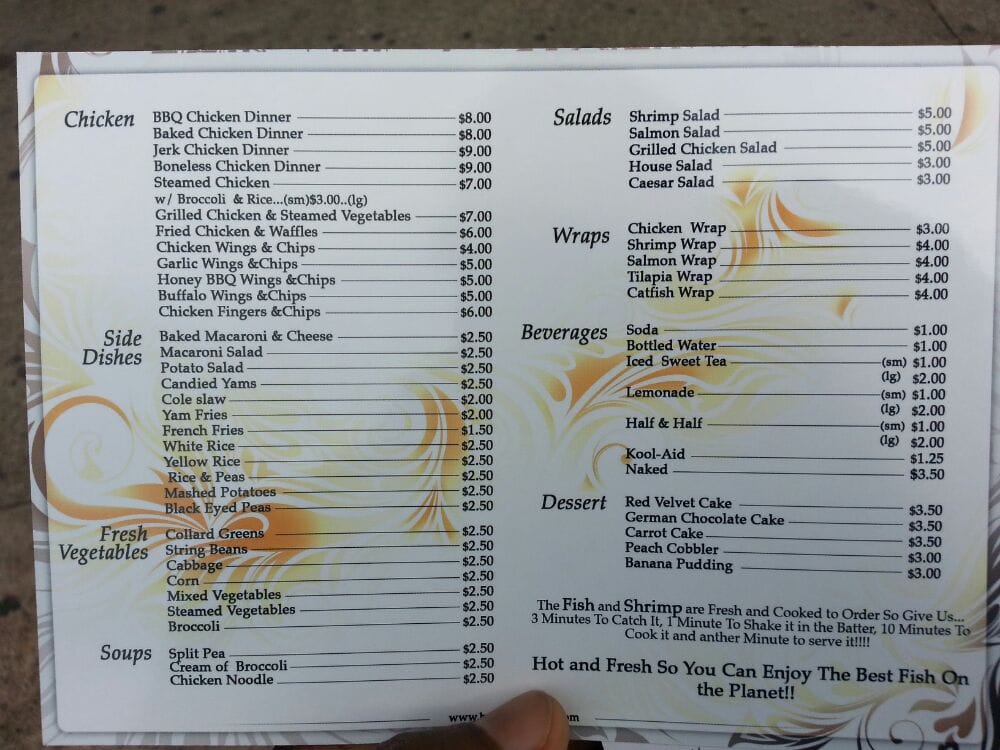 Chicken
BBQ Chicken Dinner $8.00
Baked Chicken Dinner $8.00
Jerk Chicken Dinner $9.00
Boneless Chicken Dinner $9.00
Steamed Chicken $7.00
w/ Broccoli & Rice...(sm)$3.00..(lg)
Grilled Chicken & Steamed Vegetables $7.00
Fried Chicken & Waffles $6.00
Chicken Wings & Chips $4.00
Garlic Wings &Chips $5.00
Honey BBQ Wings &Chips $5.00
Buffalo Wings &Chips $5.00
Chicken Fingers &Chips $6.00
Side
Dishes
Baked Macaroni & Cheese $2.50
Macaroni Salad $2.50
Potato Salad $2.50
Candied Yams $2.50
Cole slaw $2.00
Yam Fries $2.00
French Fries $1.50
White Rice $2.50
Yellow Rice $2.50
Rice & Peas $2.50
Mashed Potatoes $2.50
Black Eyed Peas $2.50
Fresh
Vegetables
Collard Greens $2.50
String Beans $2.50
Cabbage $2.50
Corn $2.50
Mixed Vegetables $2.50
Steamed Vegetables $2.50
Broccoli $2.50
Soups
Split Pea $2.50
Cream of Broccoli $2.50
Chicken Noodle $2.50
Salads
Shrimp Salad $5.00
Salmon Salad $5.00
Grilled Chicken Salad $5.00
House Salad $3.00
Caesar Salad $3.00
Wraps
Chicken Wrap $3.00
Shrimp Wrap $4.00
Salmon Wrap $4.00
Tilapia Wrap $4.00
Catfish Wrap $4.00
Beverages
Soda $1.00
Bottled Water $1.00
Iced Sweet Tea (sm) $1.00
(lg) $2.00
Lemonade (sm) $1.00
(lg) $2.00
Half & Half (sm) $1.00
(lg) $2.00
Kool-Aid $1.25
Naked $3.50
Dessert
Red Velvet Cake $3.50
German Chocolate Cake $3.50
Carrot Cake $3.50
Peach Cobbler $3.00
Banana Pudding $3.00
The Fish and Shrimp are Fresh and Cooked to Order So Give Us...
3 Minutes To Catch It, 1 Minute To Shake it in the Batter, 10 Minutes To
Cook it and anther Minute to serve it!!!!
Hot and Fresh So You Can Enjoy The Best Fish On
the Planet!!